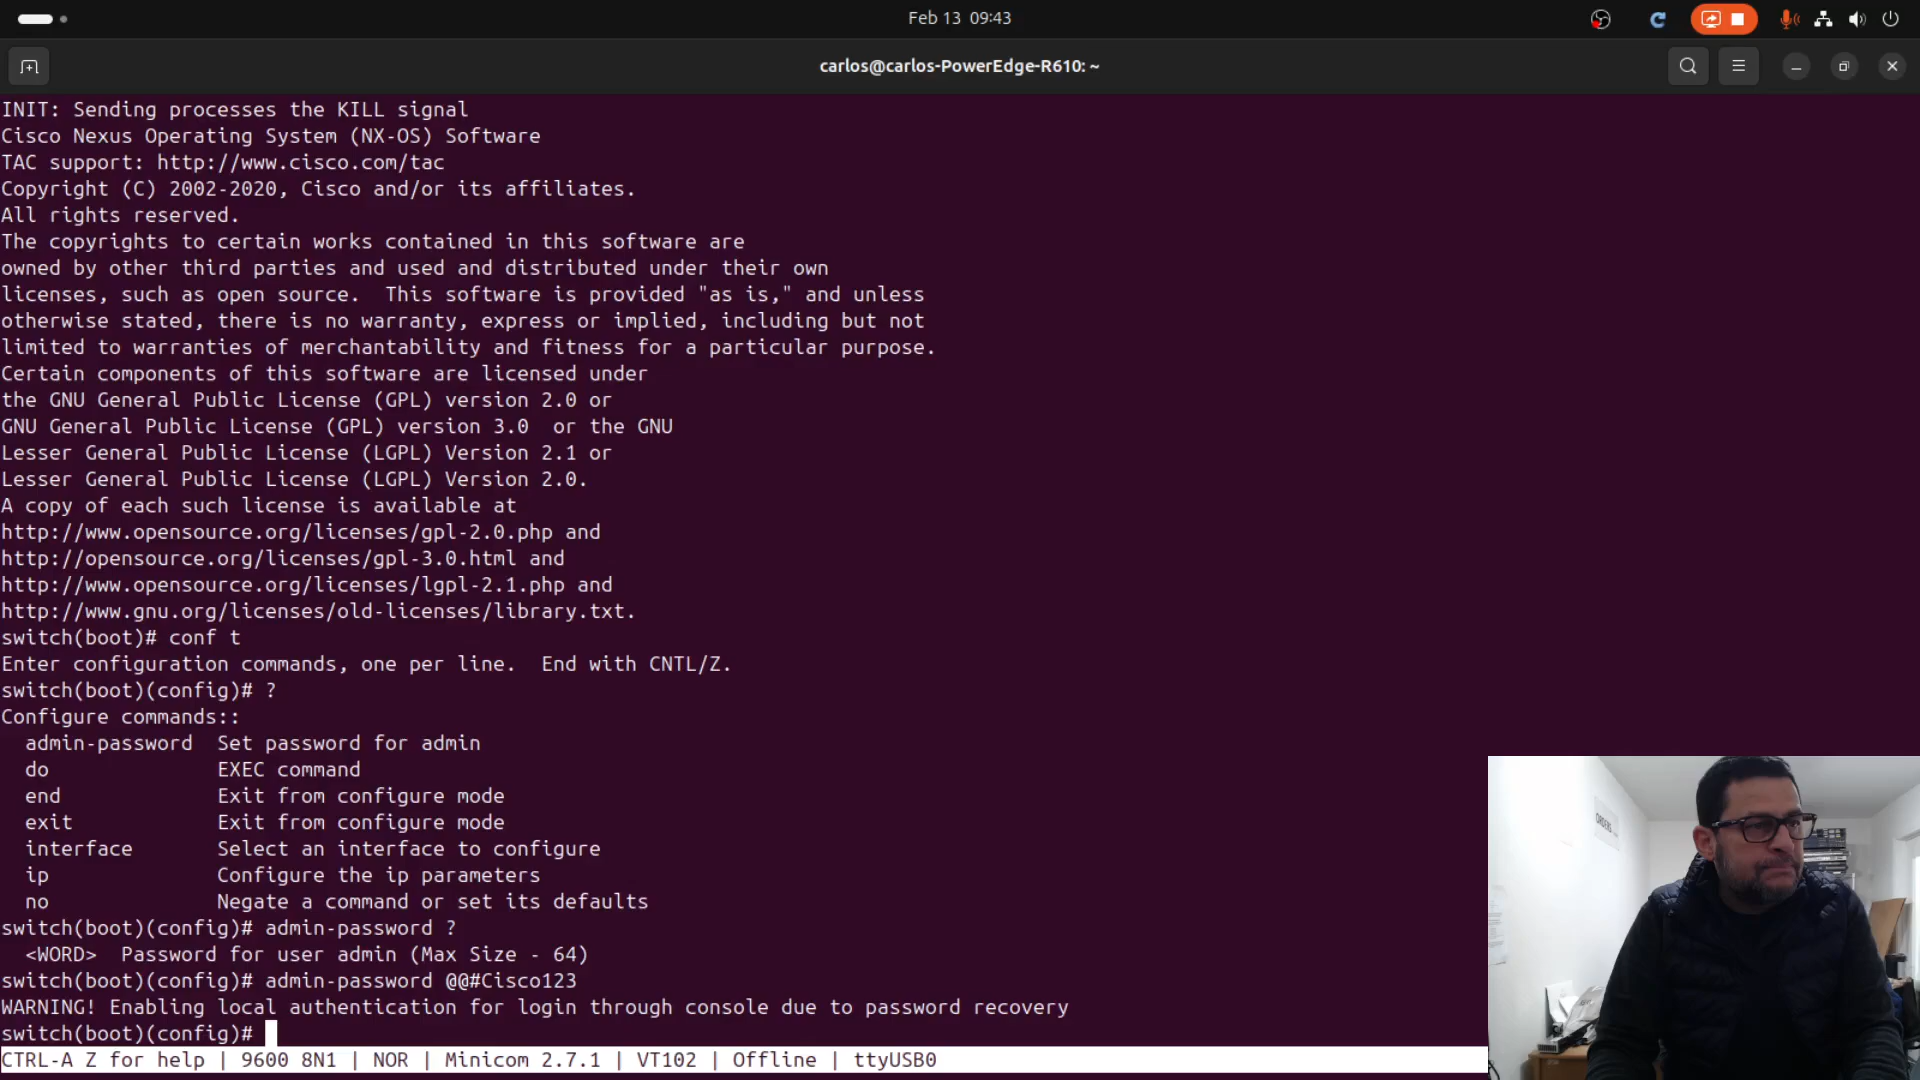 Feb 13 09:43
carlos@carlos-PowerEdge-R610: ~
INIT: Sending processes the KILL signal
Cisco Nexus Operating System (NX-OS) Software
TAC support: http://www.cisco.com/tac
Copyright (C) 2002-2020, Cisco and/or its affiliates.
All rights reserved.
The copyrights to certain works contained in this software are
owned by other third parties and used and distributed under their own
licenses, such as open source.  This software is provided "as is," and unless
otherwise stated, there is no warranty, express or implied, including but not
limited to warranties of merchantability and fitness for a particular purpose.
Certain components of this software are licensed under
the GNU General Public License (GPL) version 2.0 or
GNU General Public License (GPL) version 3.0  or the GNU
Lesser General Public License (LGPL) Version 2.1 or
Lesser General Public License (LGPL) Version 2.0.
A copy of each such license is available at
http://www.opensource.org/licenses/gpl-2.0.php and
http://opensource.org/licenses/gpl-3.0.html and
http://www.opensource.org/licenses/lgpl-2.1.php and
http://www.gnu.org/licenses/old-licenses/library.txt.
switch(boot)# conf t
Enter configuration commands, one per line.  End with CNTL/Z.
switch(boot)(config)# ?
Configure commands::
  admin-password  Set password for admin
  do              EXEC command
  end             Exit from configure mode
  exit            Exit from configure mode
  interface       Select an interface to configure
  ip              Configure the ip parameters
  no              Negate a command or set its defaults
switch(boot)(config)# admin-password ?
  <WORD>  Password for user admin (Max Size - 64)
switch(boot)(config)# admin-password @@#Cisco123
WARNING! Enabling local authentication for login through console due to password recovery
switch(boot)(config)#
CTRL-A Z for help | 9600 8N1 | NOR | Minicom 2.7.1 | VT102 | Offline | ttyUSB0
ORDERS